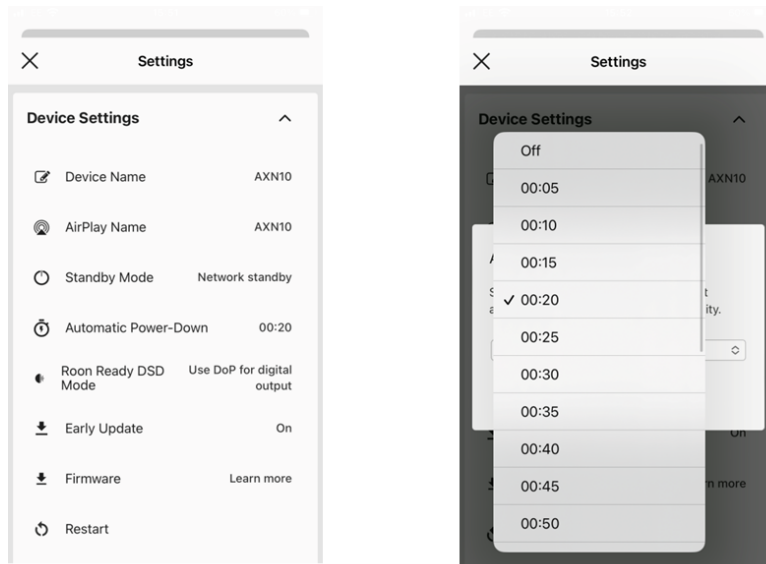 Settings
Device Settings
Device Name AXN10
AirPlay Name AXN10
Standby Mode Network standby
Automatic Power-Down 00:20
Roon Ready DSD Mode Use DoP for digital output
Early Update On
Firmware Learn more
Restart
Settings
Device Settings
AXN10
Off
00:05
00:10
00:15
✓ 00:20
00:25
00:30
00:35
00:40
00:45
00:50
ity.
On
more